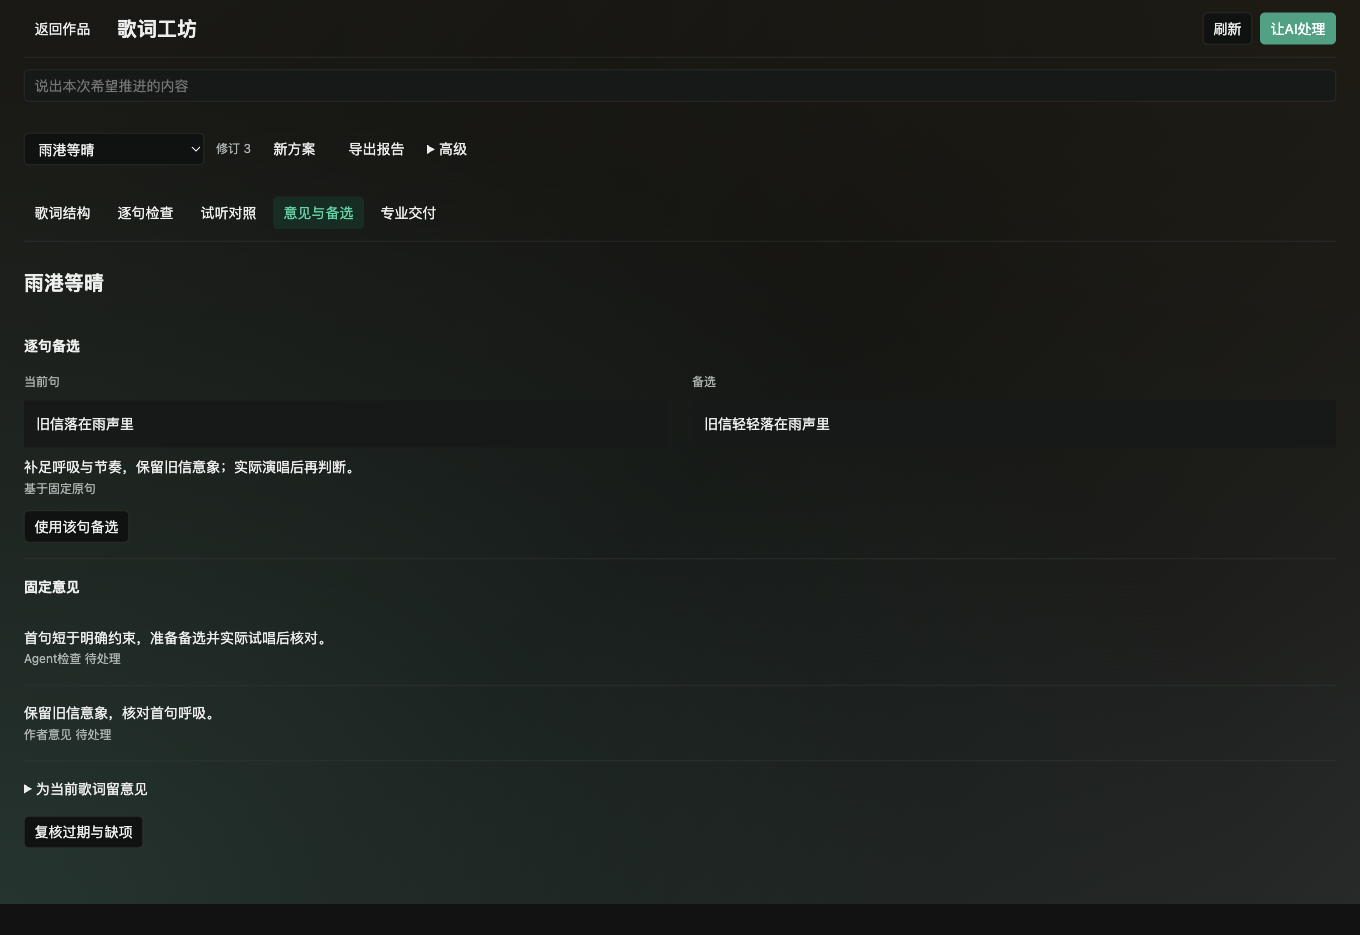 返回作品 歌词工坊 刷新 让AI处理
说出本次希望推进的内容
雨港等晴 修订 3 新方案 导出报告 高级
歌词结构 逐句检查 试听对照 意见与备选 专业交付
雨港等晴
逐句备选
当前句 备选
旧信落在雨声里 旧信轻轻落在雨声里
补足呼吸与节奏，保留旧信意象；实际演唱后再判断。
基于固定原句
使用该句备选
固定意见
首句短于明确约束，准备备选并实际试唱后核对。
Agent检查 待处理
保留旧信意象，核对首句呼吸。
作者意见 待处理
为当前歌词留意见
复核过期与缺项